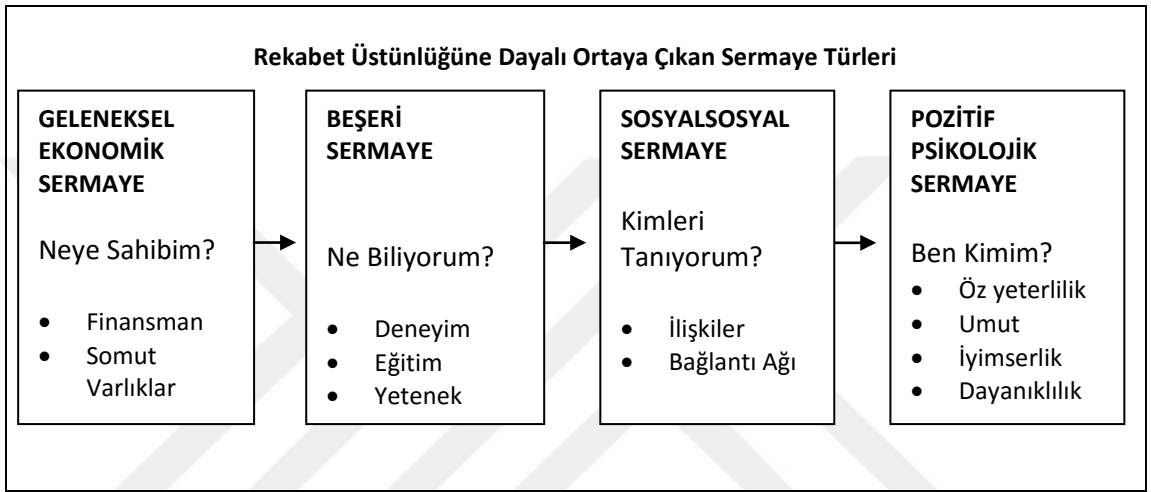 Rekabet Üstünlüğüne Dayalı Ortaya Çıkan Sermaye Türleri
GELENEKSEL
EKONOMİK
SERMAYE
Neye Sahibim?
• Finansman
• Somut
Varlıklar
BEŞERİ
SERMAYE
Ne Biliyorum?
• Deneyim
• Eğitim
• Yetenek
SOSYALSOSYAL
SERMAYE
Kimleri
Tanıyorum?
• İlişkiler
• Bağlantı Ağı
POZİTİF
PSİKOLOJİK
SERMAYE
Ben Kimim?
• Öz yeterlilik
• Umut
• İyimserlik
• Dayanıklılık